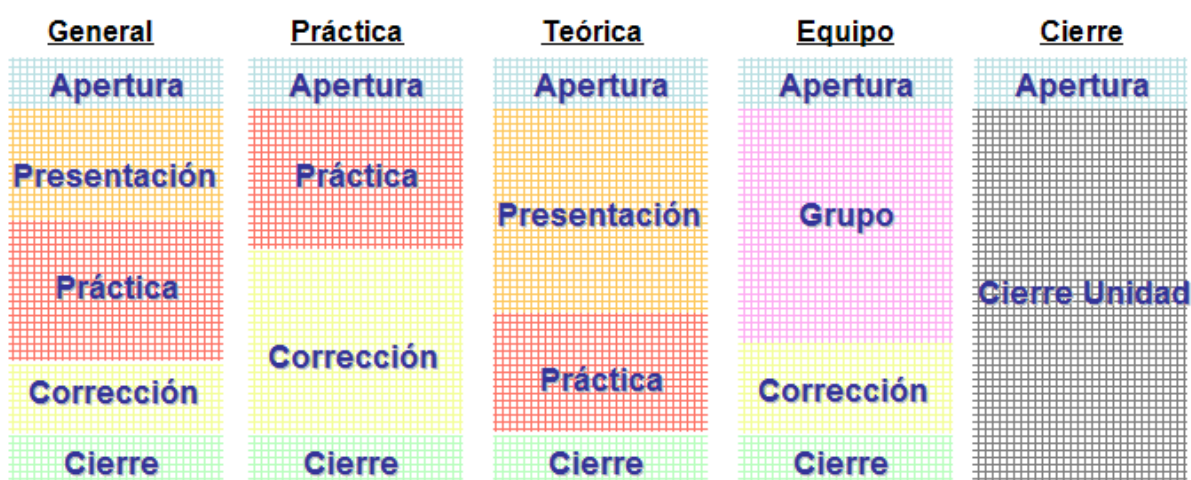 General
Apertura
Presentación
Práctica
Corrección
Cierre
Práctica
Apertura
Práctica
Corrección
Cierre
Teórica
Apertura
Presentación
Práctica
Cierre
Equipo
Apertura
Grupo
Corrección
Cierre
Cierre
Apertura
Cierre Unidad